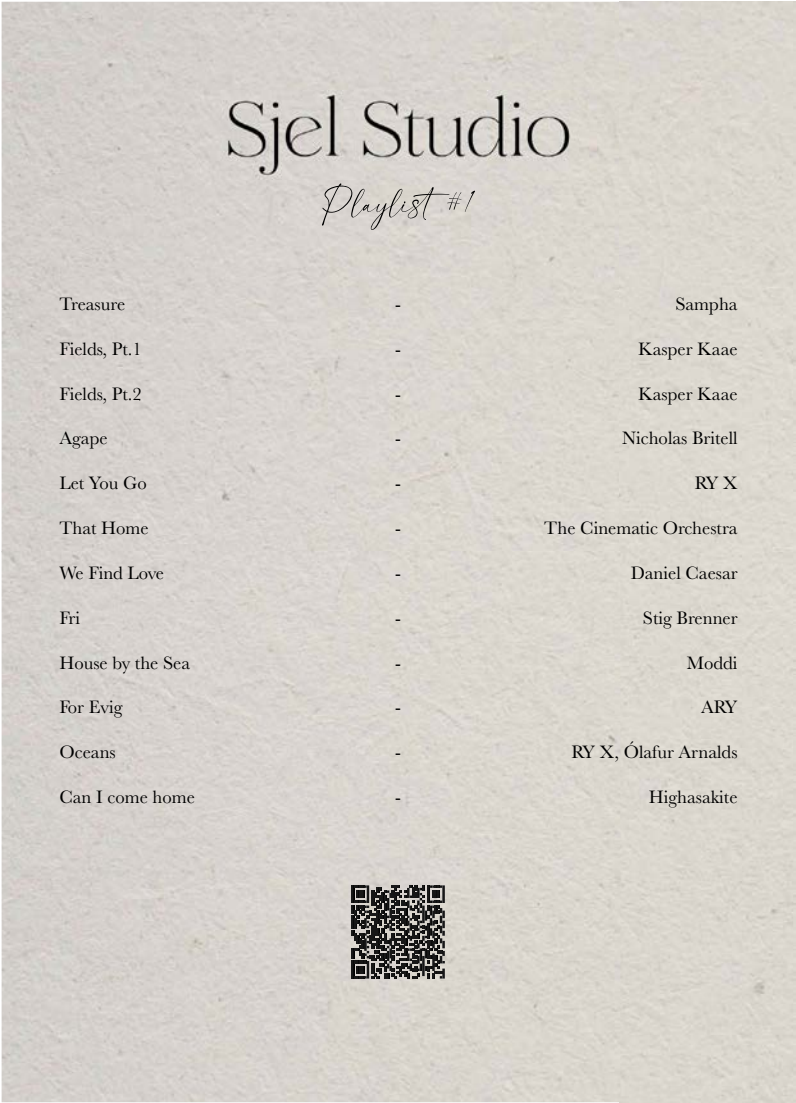 Sjel Studio
Playlist #1
Treasure - Sampha
Fields, Pt.1 - Kasper Kaae
Fields, Pt.2 - Kasper Kaae
Agape - Nicholas Britell
Let You Go - RY X
That Home - The Cinematic Orchestra
We Find Love - Daniel Caesar
Fri - Stig Brenner
House by the Sea - Moddi
For Evig - ARY
Oceans - RY X, Ólafur Arnalds
Can I come home - Highasakite